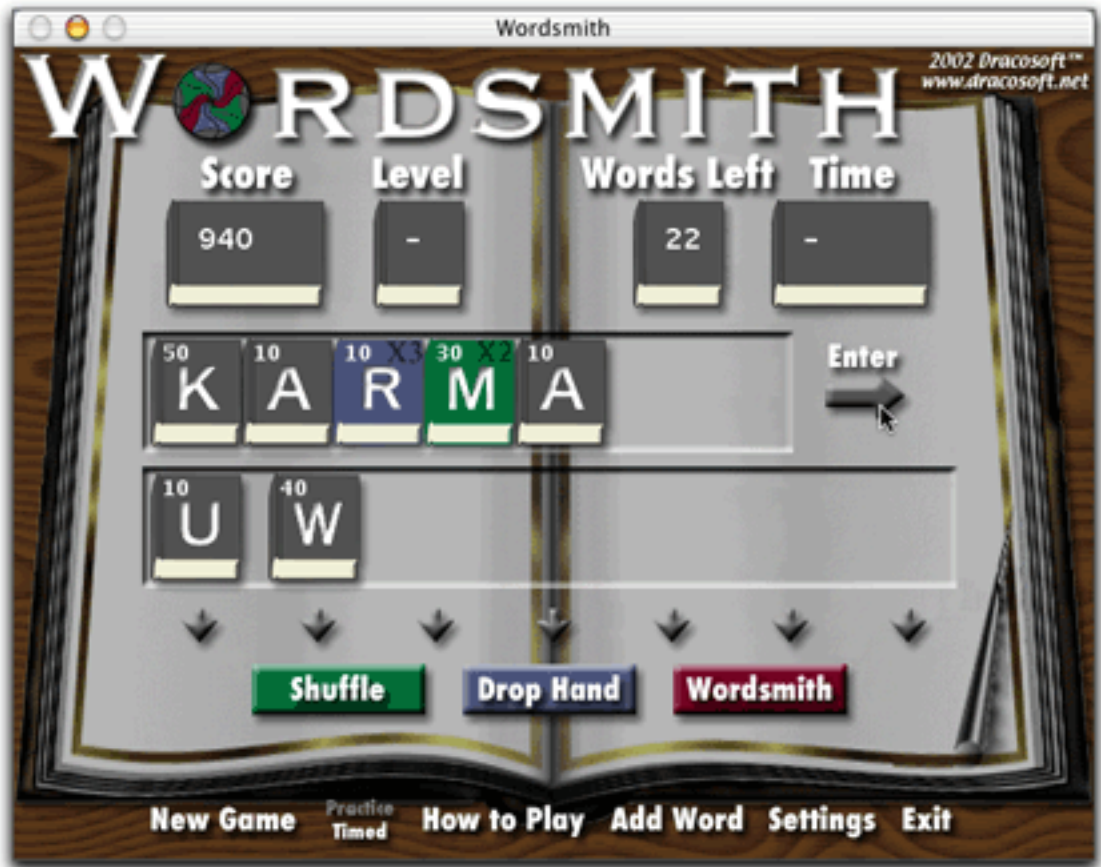 Wordsmith
WORDSMITH
2002 Dracosoft™
www.dracosoft.net
Score Level Words Left Time
940 - 22 -
50 10 10 X3 30 X2 10
K A R M A
Enter
10 40
U W
Shuffle Drop Hand Wordsmith
New Game Practice Timed How to Play Add Word Settings Exit